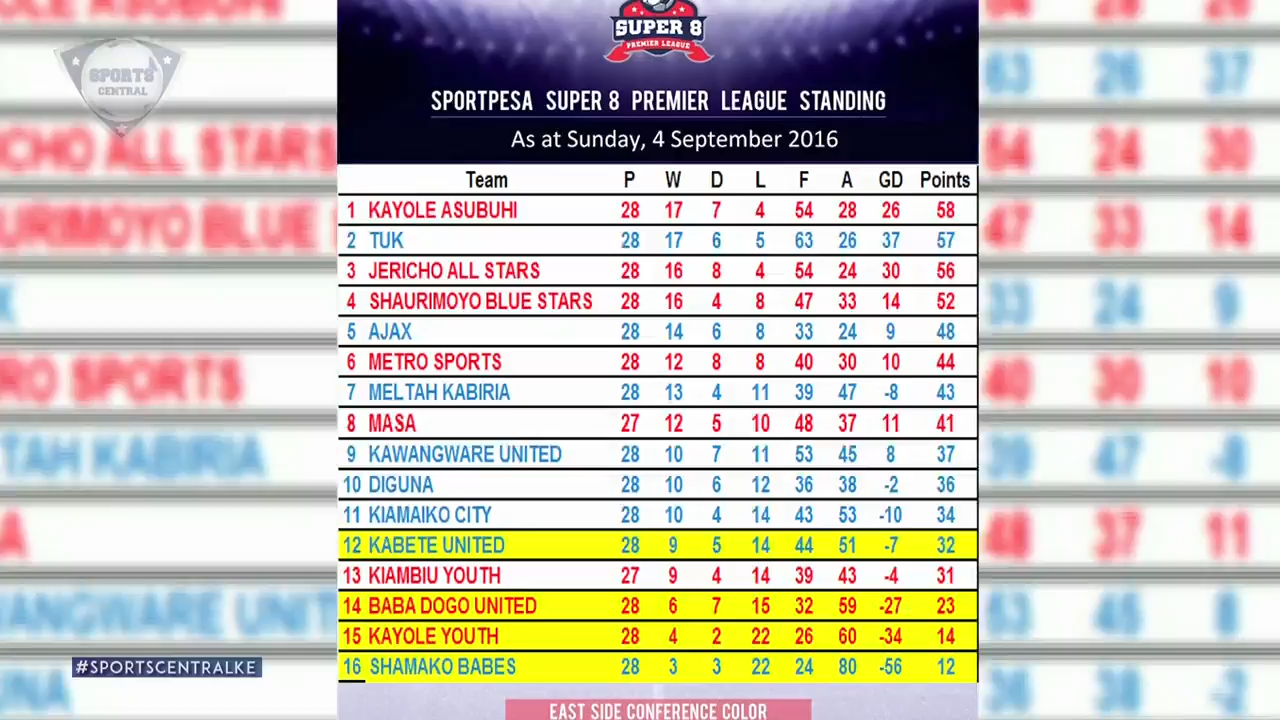 SUPER 8
PREMIER LEAGUE
SPORTS
CENTRAL
SPORTPESA SUPER 8 PREMIER LEAGUE STANDING
As at Sunday, 4 September 2016
Team P W D L F A GD Points
1 KAYOLE ASUBUHI 28 17 7 4 54 28 26 58
2 TUK 28 17 6 5 63 26 37 57
3 JERICHO ALL STARS 28 16 8 4 54 24 30 56
4 SHAURIMOYO BLUE STARS 28 16 4 8 47 33 14 52
5 AJAX 28 14 6 8 33 24 9 48
6 METRO SPORTS 28 12 8 8 40 30 10 44
7 MELTAH KABIRIA 28 13 4 11 39 47 -8 43
8 MASA 27 12 5 10 48 37 11 41
9 KAWANGWARE UNITED 28 10 7 11 53 45 8 37
10 DIGUNA 28 10 6 12 36 38 -2 36
11 KIAMAIKO CITY 28 10 4 14 43 53 -10 34
12 KABETE UNITED 28 9 5 14 44 51 -7 32
13 KIAMBIU YOUTH 27 9 4 14 39 43 -4 31
14 BABA DOGO UNITED 28 6 7 15 32 59 -27 23
15 KAYOLE YOUTH 28 4 2 22 26 60 -34 14
16 SHAMAKO BABES 28 3 3 22 24 80 -56 12
#SPORTSCENTRALKE
EAST SIDE CONFERENCE COLOR